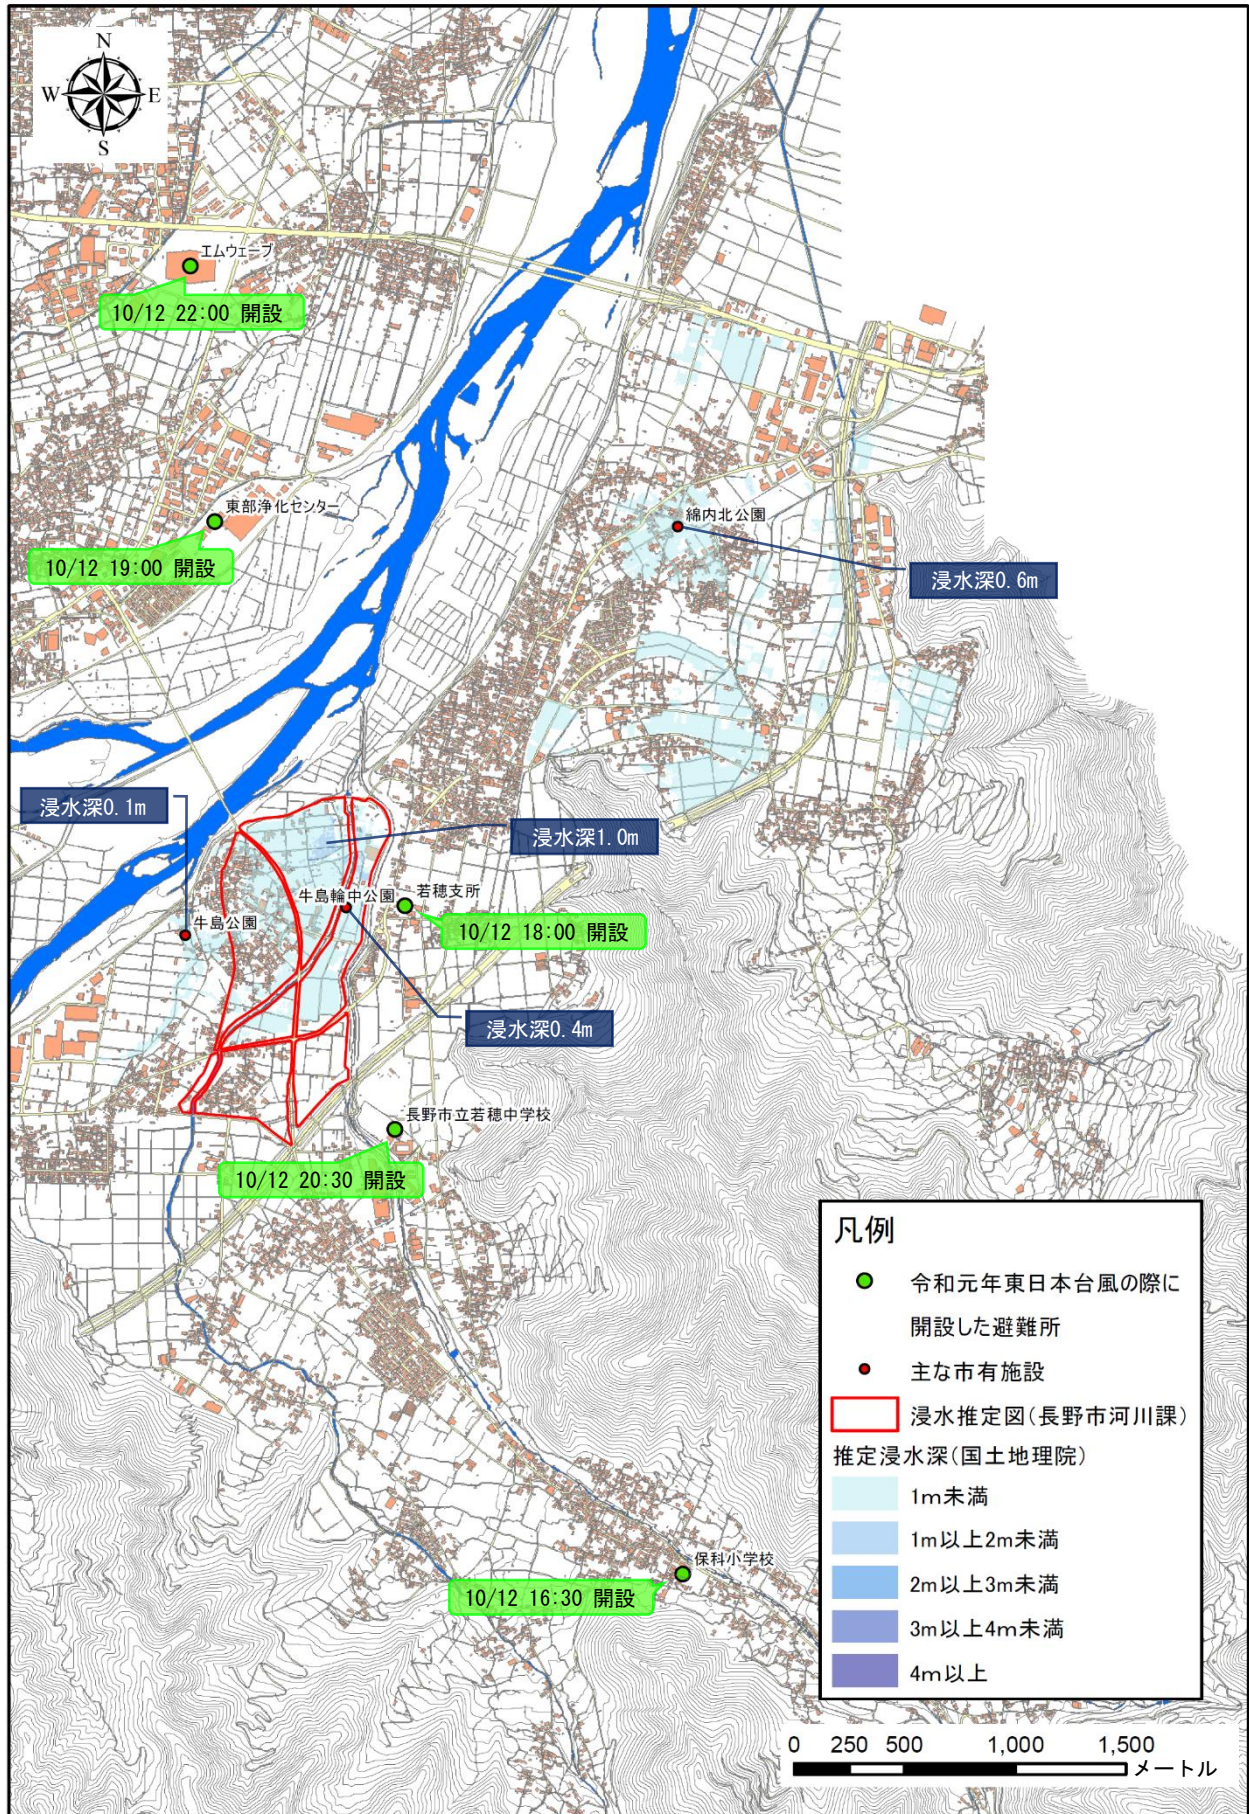 N
W E
S
エムウェーブ
10/12 22:00 開設
東部浄化センター
10/12 19:00 開設
綿内北公園
浸水深0.6m
浸水深0.1m
浸水深1.0m
牛島輪中公園
若穂支所
牛島公園
10/12 18:00 開設
浸水深0.4m
長野市立若穂中学校
10/12 20:30 開設
保科小学校
10/12 16:30 開設
凡例
令和元年東日本台風の際に
開設した避難所
主な市有施設
浸水推定図(長野市河川課)
推定浸水深(国土地理院)
1m未満
1m以上2m未満
2m以上3m未満
3m以上4m未満
4m以上
0 250 500 1,000 1,500
メートル